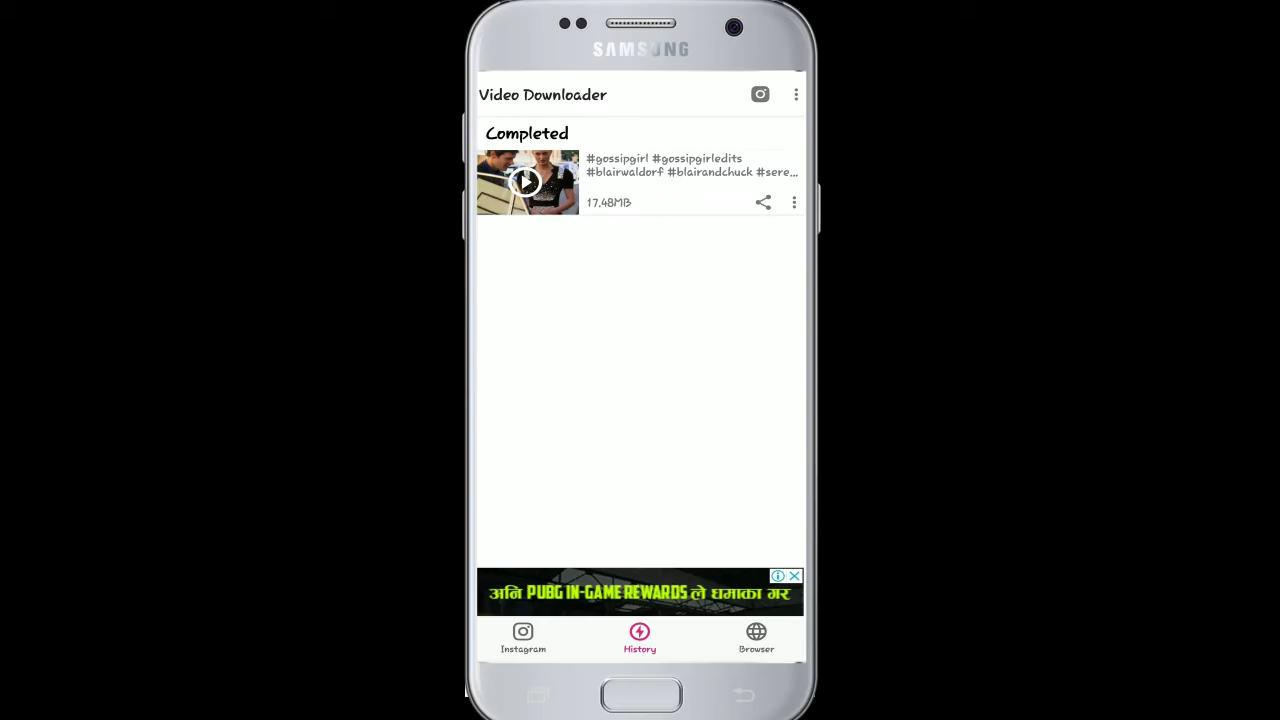 SAMSUNG
Video Downloader
Completed
#gossipgirl #gossipgirledits
#blairwaldorf #blairandchuck #sere...
17.48MB
अनि PUBG IN-GAME REWARDS ले धमाका गर
Instagram
History
Browser